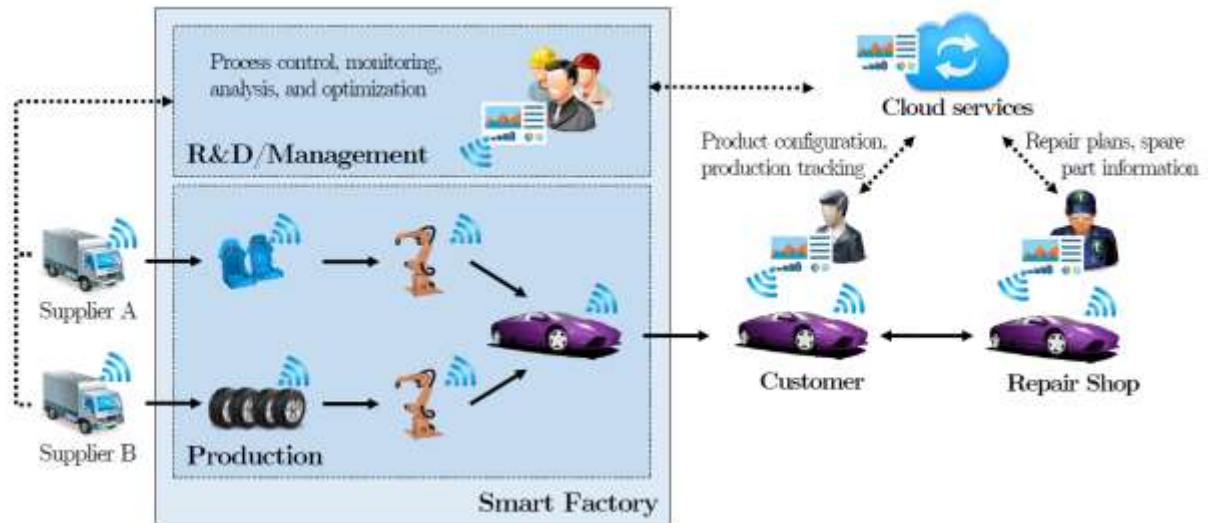 Process control, monitoring,
analysis, and optimization
R&D/Management
Cloud services
Product configuration,
production tracking
Repair plans, spare
part information
Supplier A
Supplier B
Production
Smart Factory
Customer
Repair Shop